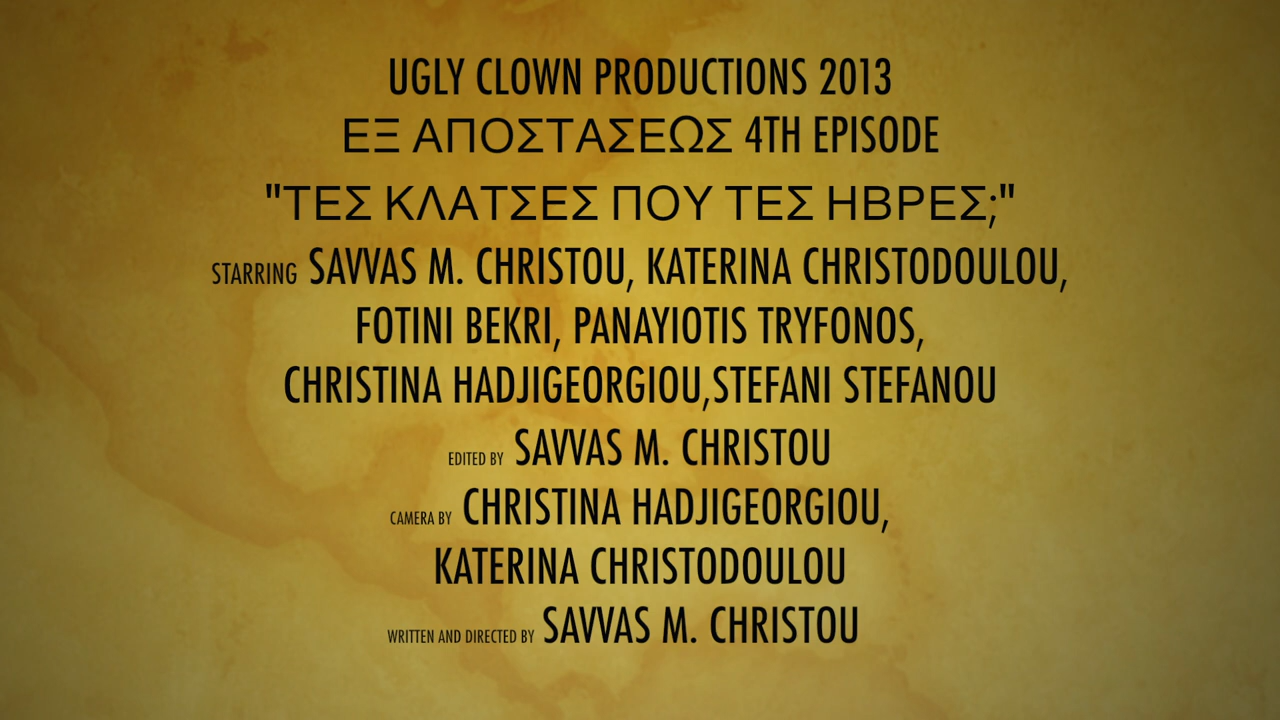 UGLY CLOWN PRODUCTIONS 2013
ΕΞ ΑΠΟΣΤΑΣΕΩΣ 4TH EPISODE
"ΤΕΣ ΚΛΑΤΣΕΣ ΠΟΥ ΤΕΣ ΗΒΡΕΣ;"
STARRING SAVVAS M. CHRISTOU, KATERINA CHRISTODOULOU,
FOTINI BEKRI, PANAYIOTIS TRYFONOS,
CHRISTINA HADJIGEORGIOU,STEFANI STEFANOU
EDITED BY SAVVAS M. CHRISTOU
CAMERA BY CHRISTINA HADJIGEORGIOU,
KATERINA CHRISTODOULOU
WRITTEN AND DIRECTED BY SAVVAS M. CHRISTOU